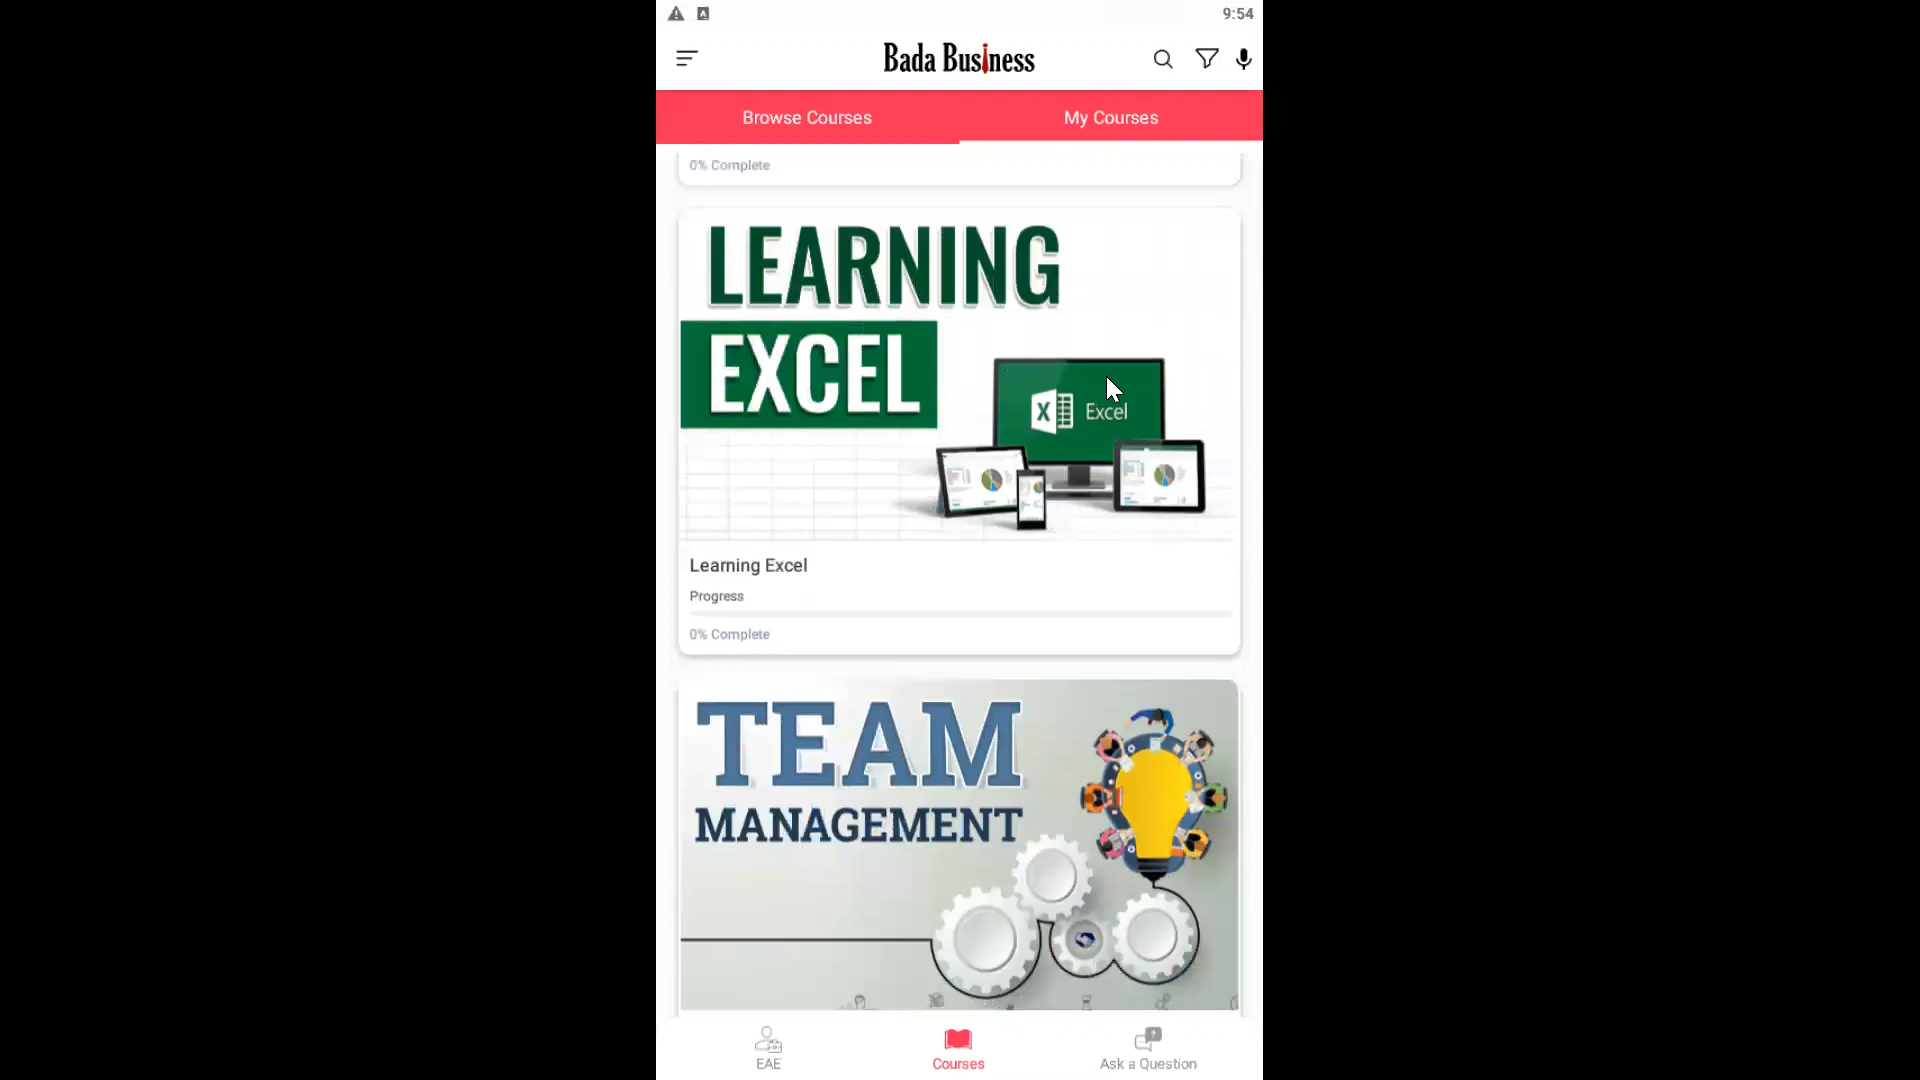 9:54
Bada Business
Browse Courses
My Courses
0% Complete
LEARNING
EXCEL
Excel
Learning Excel
Progress
0% Complete
TEAM
MANAGEMENT
EAE
Courses
Ask a Question